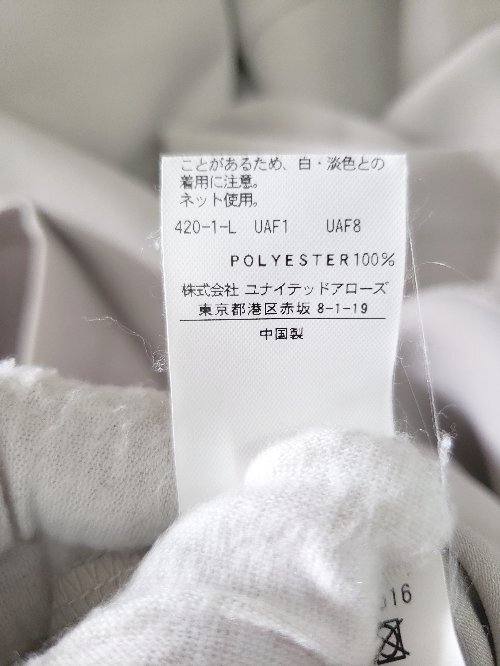 ことがあるため、白・淡色との
着用に注意。
ネット使用。
420-1-L UAF1 UAF8
POLYESTER100%
株式会社 ユナイテッドアローズ
東京都港区赤坂 8-1-19
中国製
16